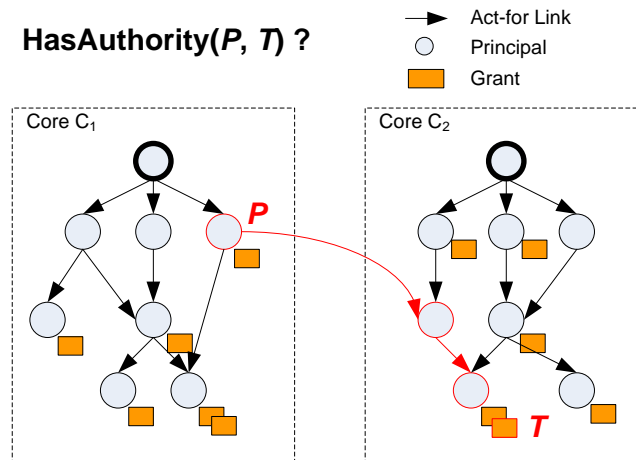 HasAuthority(P, T) ?
Act-for Link
Principal
Grant
Core C₁
Core C₂
P
T